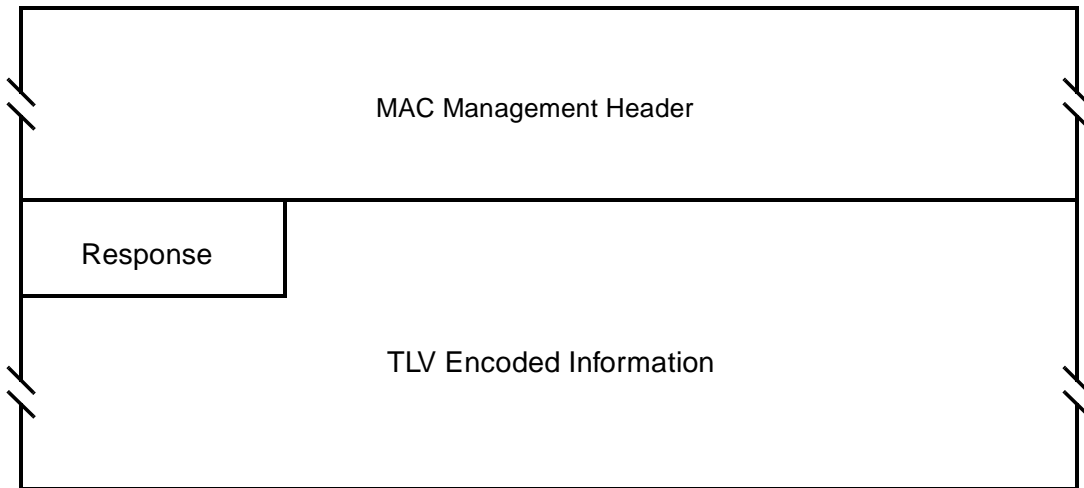 MAC Management Header
Response
TLV Encoded Information